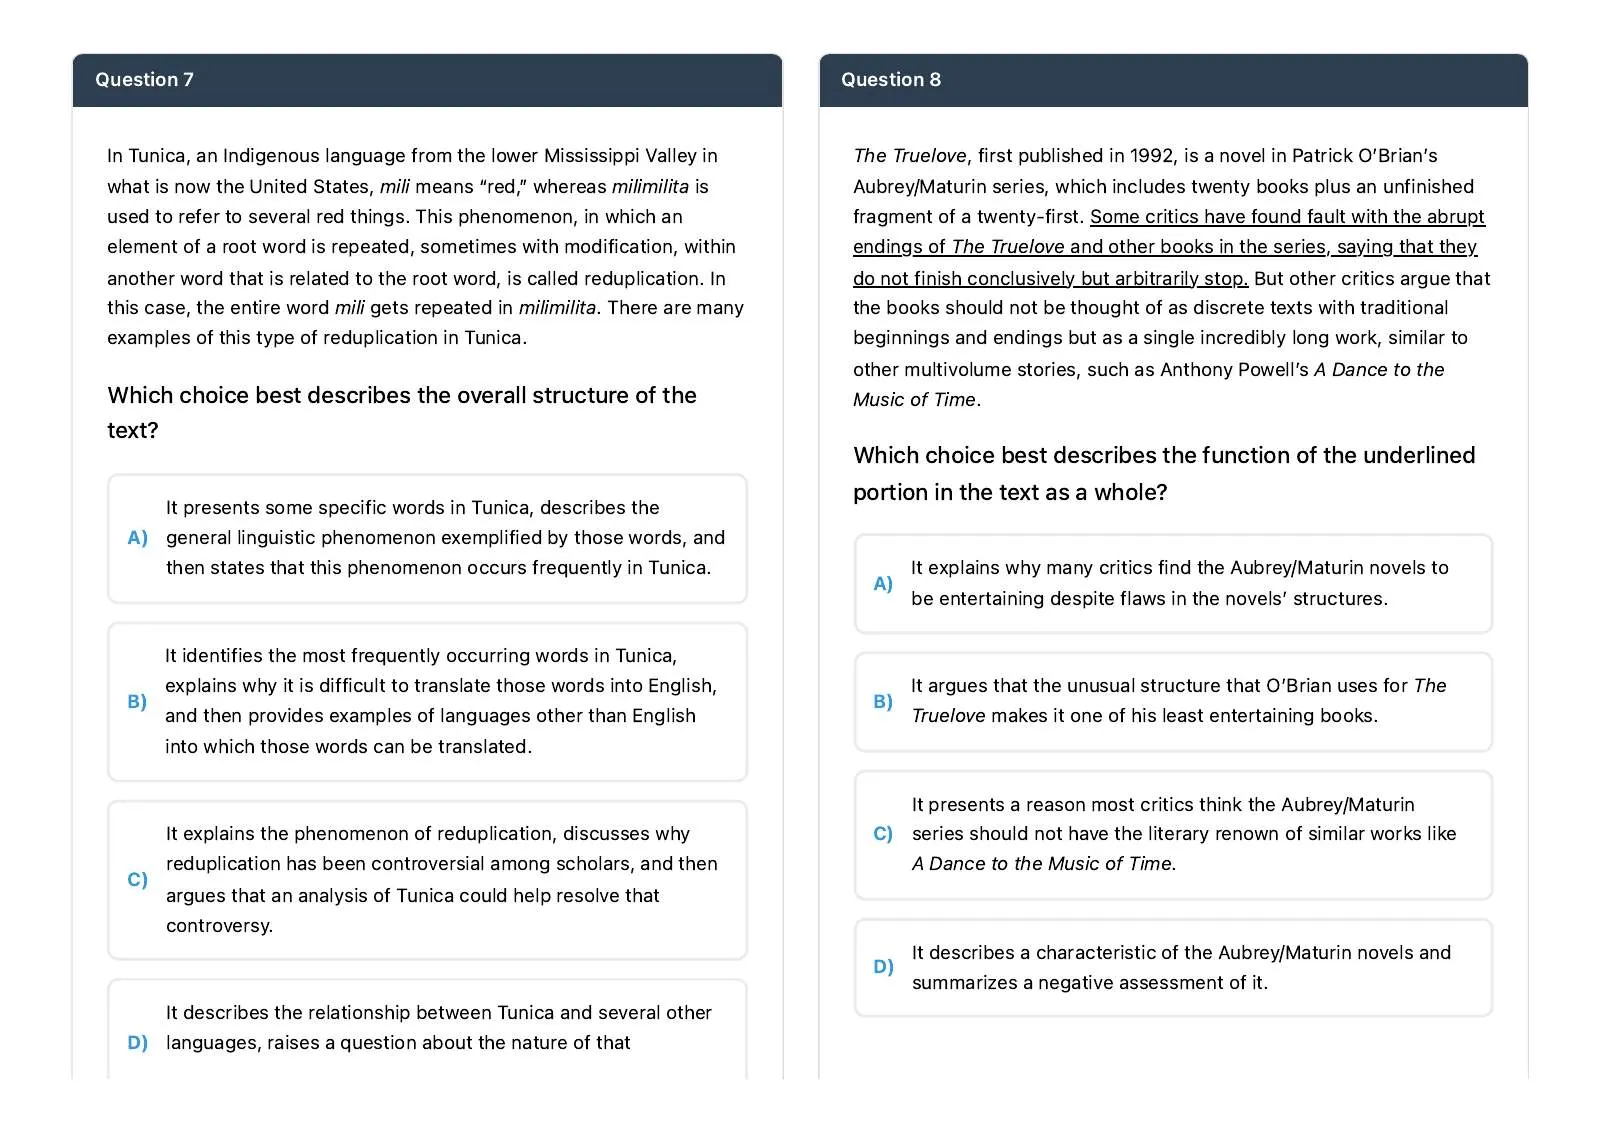 Question 7
In Tunica, an Indigenous language from the lower Mississippi Valley in
what is now the United States, mili means “red,” whereas milimilita is
used to refer to several red things. This phenomenon, in which an
element of a root word is repeated, sometimes with modification, within
another word that is related to the root word, is called reduplication. In
this case, the entire word mili gets repeated in milimilita. There are many
examples of this type of reduplication in Tunica.
Which choice best describes the overall structure of the
text?
A)
It presents some specific words in Tunica, describes the
general linguistic phenomenon exemplified by those words, and
then states that this phenomenon occurs frequently in Tunica.
B)
It identifies the most frequently occurring words in Tunica,
explains why it is difficult to translate those words into English,
and then provides examples of languages other than English
into which those words can be translated.
C)
It explains the phenomenon of reduplication, discusses why
reduplication has been controversial among scholars, and then
argues that an analysis of Tunica could help resolve that
controversy.
D)
It describes the relationship between Tunica and several other
languages, raises a question about the nature of that
Question 8
The Truelove, first published in 1992, is a novel in Patrick O’Brian’s
Aubrey/Maturin series, which includes twenty books plus an unfinished
fragment of a twenty-first. Some critics have found fault with the abrupt
endings of The Truelove and other books in the series, saying that they
do not finish conclusively but arbitrarily stop. But other critics argue that
the books should not be thought of as discrete texts with traditional
beginnings and endings but as a single incredibly long work, similar to
other multivolume stories, such as Anthony Powell’s A Dance to the
Music of Time.
Which choice best describes the function of the underlined
portion in the text as a whole?
A)
It explains why many critics find the Aubrey/Maturin novels to
be entertaining despite flaws in the novels’ structures.
B)
It argues that the unusual structure that O’Brian uses for The
Truelove makes it one of his least entertaining books.
C)
It presents a reason most critics think the Aubrey/Maturin
series should not have the literary renown of similar works like
A Dance to the Music of Time.
D)
It describes a characteristic of the Aubrey/Maturin novels and
summarizes a negative assessment of it.